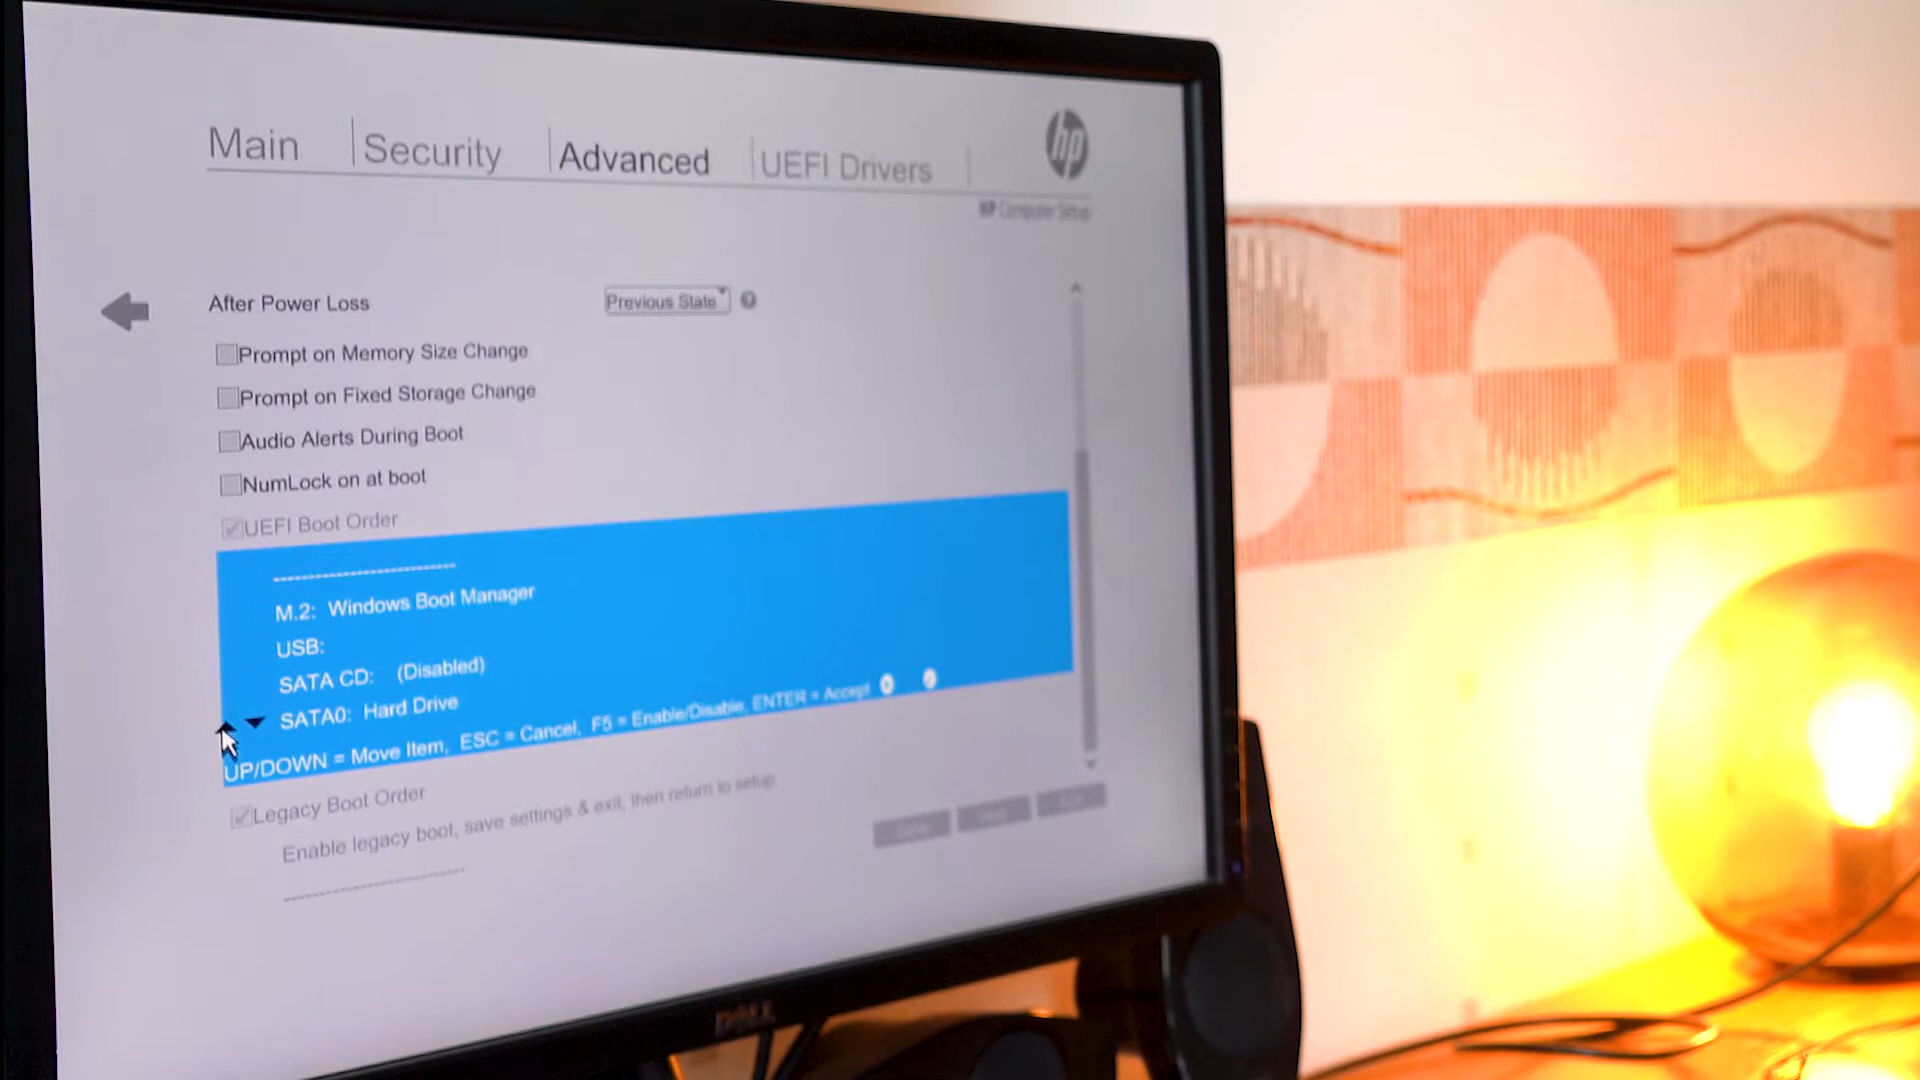 Main Security Advanced UEFI Drivers
hp
HP Computer Setup
After Power Loss Previous State ?
Prompt on Memory Size Change
Prompt on Fixed Storage Change
Audio Alerts During Boot
NumLock on at boot
UEFI Boot Order
--------------------------
M.2: Windows Boot Manager
USB:
SATA CD: (Disabled)
SATA0: Hard Drive
UP/DOWN = Move Item, ESC = Cancel, F5 = Enable/Disable, ENTER = Accept
Legacy Boot Order
Enable legacy boot, save settings & exit, then return to setup.
--------------------------
DELL